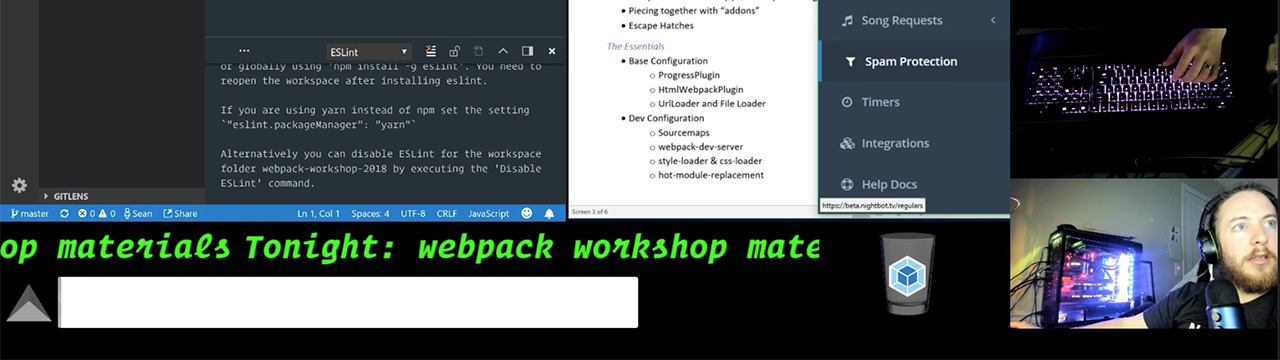 ESLint
or globally using 'npm install -g eslint'. You need to
reopen the workspace after installing eslint.
If you are using yarn instead of npm set the setting
`"eslint.packageManager": "yarn"`
Alternatively you can disable ESLint for the workspace
folder webpack-workshop-2018 by executing the 'Disable
ESLint' command.
GITLENS
master 0 0 Sean Share Ln 1, Col 1 Spaces: 4 UTF-8 CRLF JavaScript
Piecing together with “addons”
Escape Hatches
The Essentials
Base Configuration
ProgressPlugin
HtmlWebpackPlugin
UrlLoader and File Loader
Dev Configuration
Sourcemaps
webpack-dev-server
style-loader & css-loader
hot-module-replacement
Screen 3 of 6
Song Requests
Spam Protection
Timers
Integrations
Help Docs
https://beta.nightbot.tv/regulars
op materials Tonight: webpack workshop mate